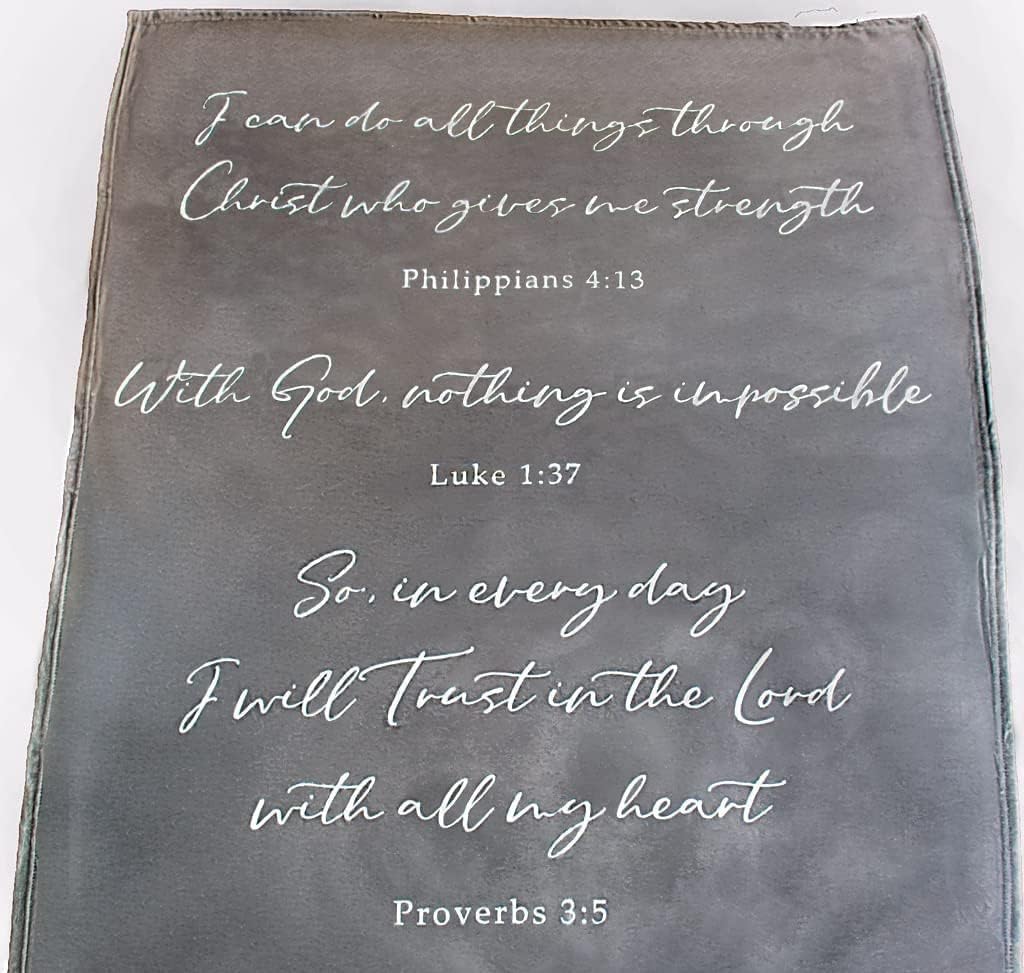 I can do all things through
Christ who gives me strength
Philippians 4:13
With God, nothing is impossible
Luke 1:37
So, in every day
I will Trust in the Lord
with all my heart
Proverbs 3:5